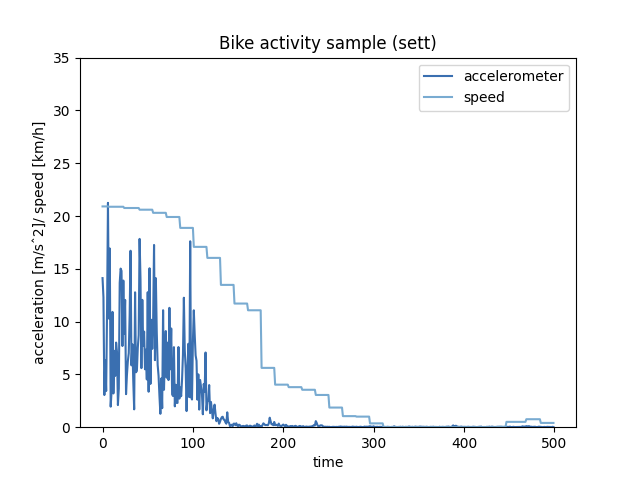 Bike activity sample (sett)
accelerometer
speed
35
30
25
20
15
10
5
0
acceleration [m/s^2]/ speed [km/h]
0 100 200 300 400 500
time